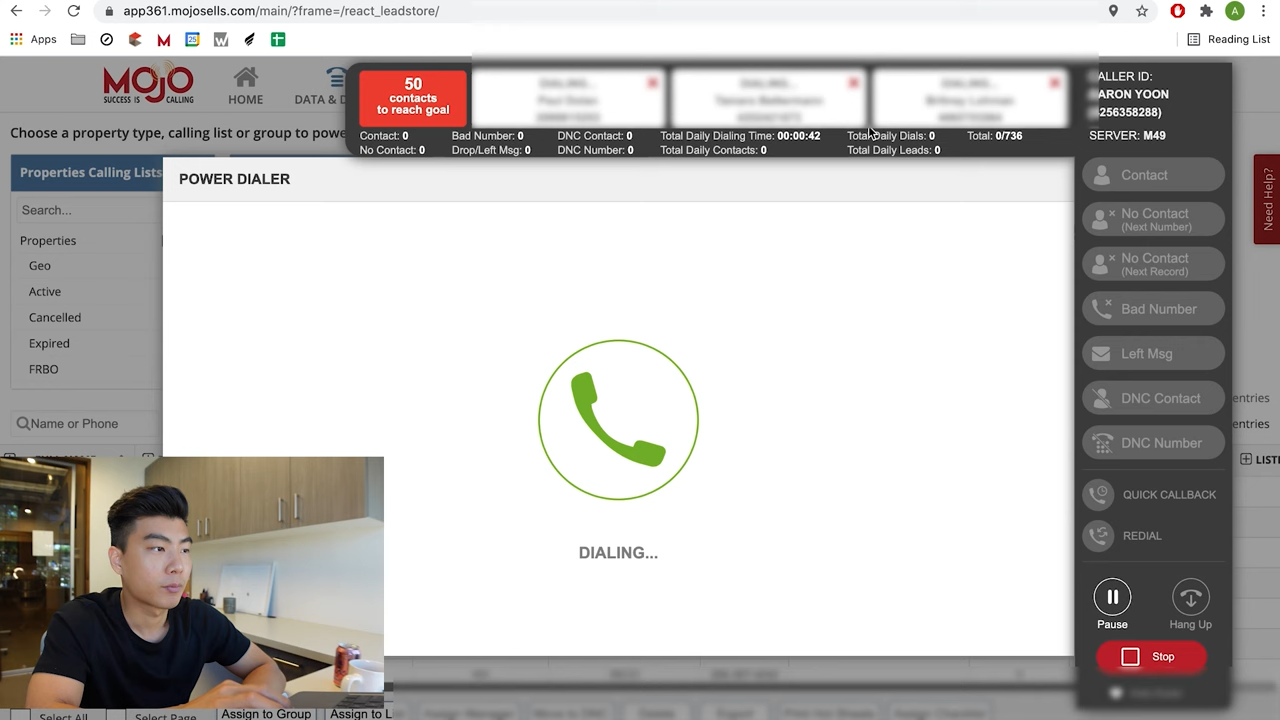 app361.mojosells.com/main/?frame=/react_leadstore/
A
Apps
Reading List
MOJO
SUCCESS IS CALLING
HOME
DATA & D
50
contacts
to reach goal
DIALING...
DIALING...
DIALING...
ALLER ID:
ARON YOON
256358288)
SERVER: M49
Choose a property type, calling list or group to powe
Contact: 0
Bad Number: 0
DNC Contact: 0
Total Daily Dialing Time: 00:00:42
Total Daily Dials: 0
Total: 0/736
No Contact: 0
Drop/Left Msg: 0
DNC Number: 0
Total Daily Contacts: 0
Total Daily Leads: 0
Properties Calling Lists
Search...
Properties
Geo
Active
Cancelled
Expired
FRBO
Name or Phone
POWER DIALER
DIALING...
Contact
No Contact
(Next Number)
No Contact
(Next Record)
Bad Number
Left Msg
DNC Contact
DNC Number
QUICK CALLBACK
REDIAL
Pause
Hang Up
Stop
Need Help?
entries
entries
LISTI
Select All
Select Page
Assign to Group
Assign to L